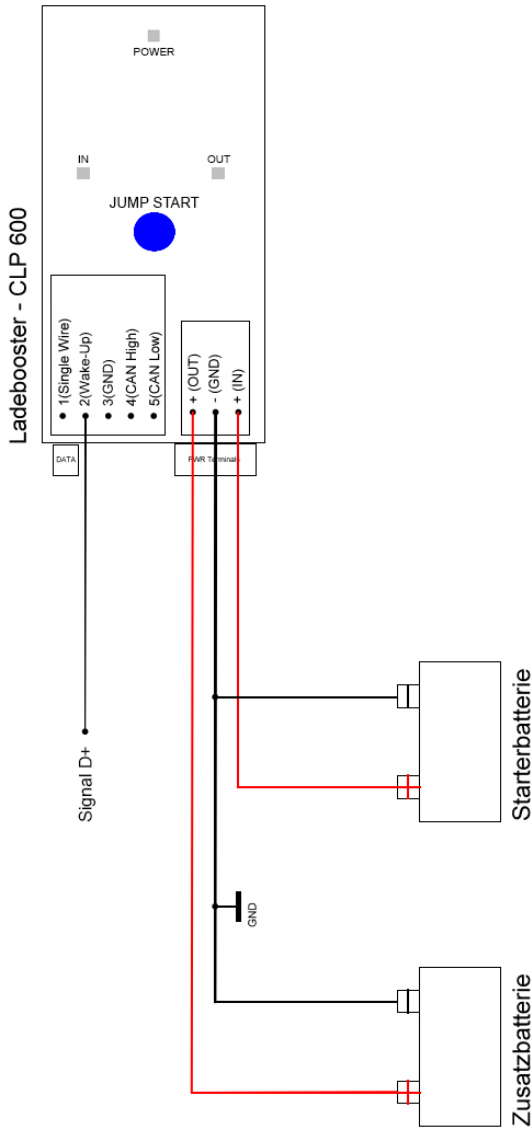 POWER
IN
OUT
JUMP START
Ladebooster - CLP 600
1(Single Wire)
2(Wake-Up)
3(GND)
4(CAN High)
5(CAN Low)
+ (OUT)
- (GND)
+ (IN)
DATA
PWR Terminals
Signal D+
Starterbatterie
GND
Zusatzbatterie